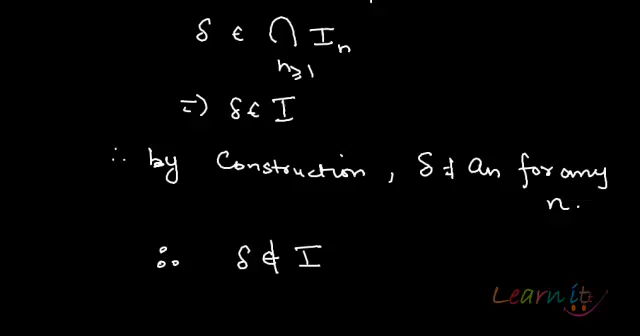 δ ∈ ⋂ Iₙ
n≥1
=) δ ∈ I
∴ by Construction, δ ≠ an for any
n.
∴ δ ∉ I
Learnit